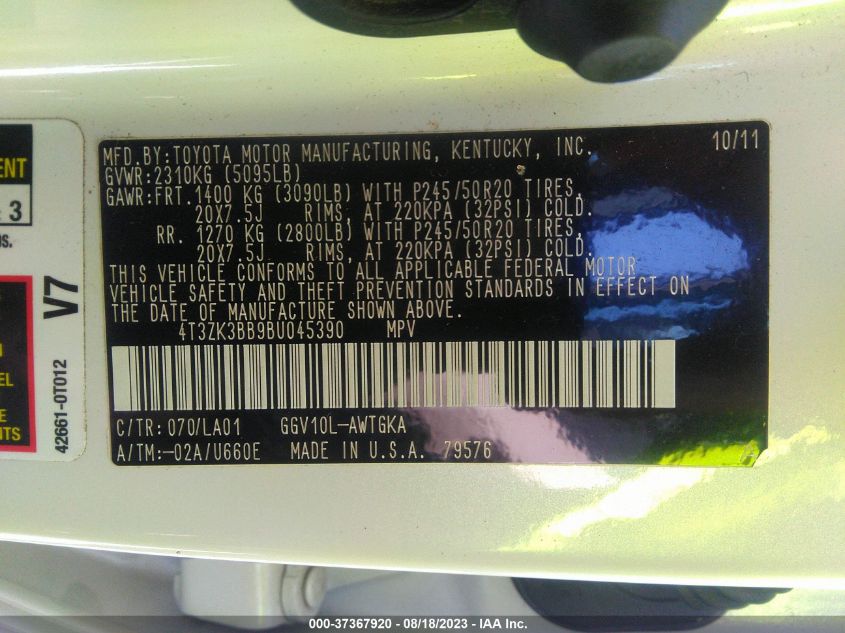 MFD.BY:TOYOTA MOTOR MANUFACTURING, KENTUCKY, INC. 10/11
GVWR:2310KG (5095LB)
GAWR:FRT.1400 KG (3090LB) WITH P245/50R20 TIRES,
20X7.5J RIMS, AT 220KPA (32PSI) COLD.
RR. 1270 KG (2800LB) WITH P245/50R20 TIRES,
20X7.5J RIMS, AT 220KPA (32PSI) COLD.
THIS VEHICLE CONFORMS TO ALL APPLICABLE FEDERAL MOTOR
VEHICLE SAFETY AND THEFT PREVENTION STANDARDS IN EFFECT ON
THE DATE OF MANUFACTURE SHOWN ABOVE.
4T3ZK3BB9BU045390 MPV
C/TR:070/LA01 GGV10L-AWTGKA
A/TM:-02A/U660E MADE IN U.S.A. 79576
3
V7
42661-0T012
000-37367920 - 08/18/2023 - IAA Inc.